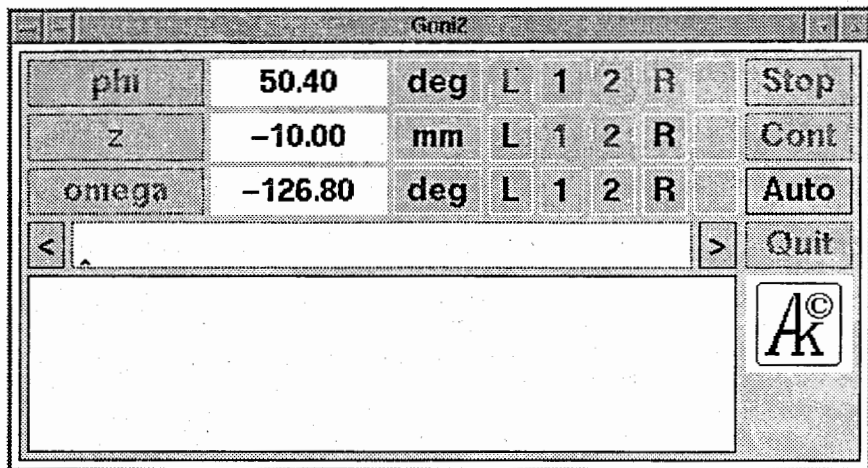 Goni2
phi 50.40 deg L 1 2 R Stop
z −10.00 mm L 1 2 R Cont
omega −126.80 deg L 1 2 R Auto
< > Quit
Ak©